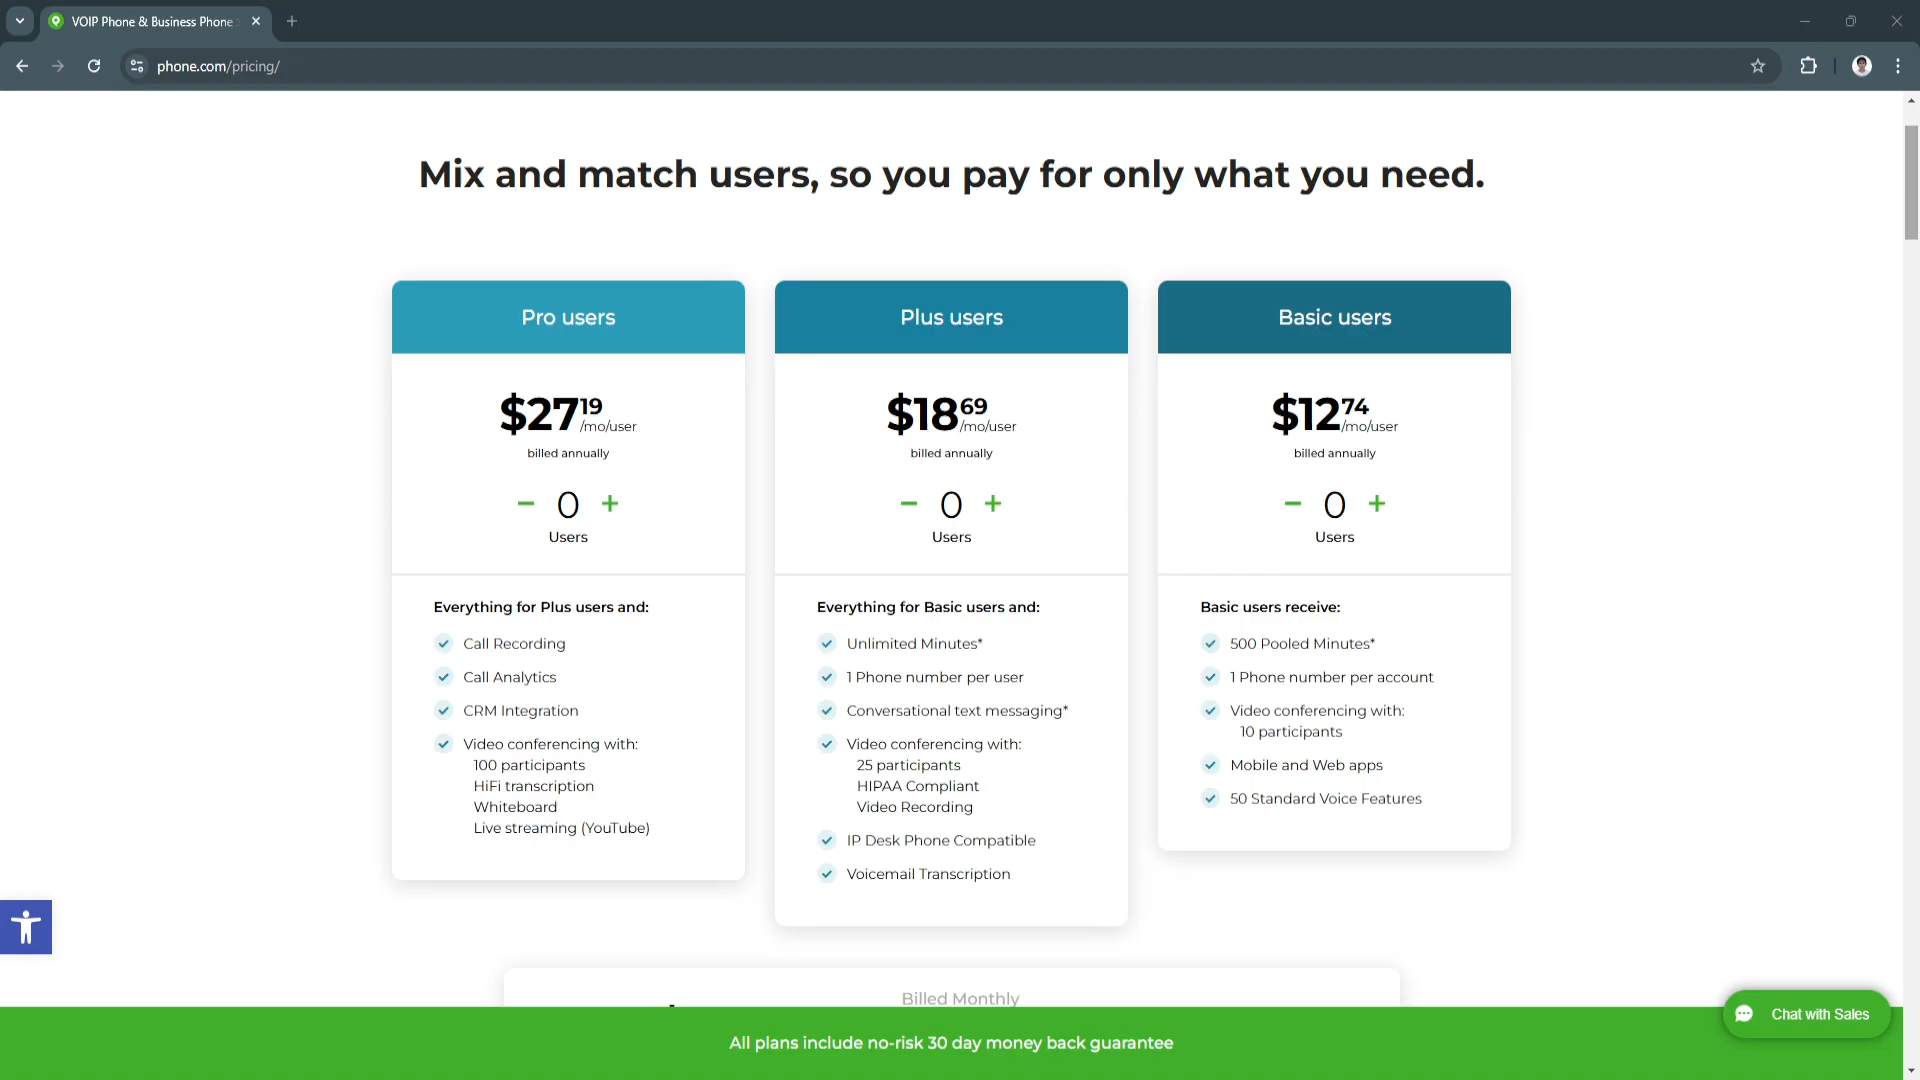 VOIP Phone & Business Phone
phone.com/pricing/
Mix and match users, so you pay for only what you need.
Pro users
$27 19
/mo/user
billed annually
0
Users
Everything for Plus users and:
Call Recording
Call Analytics
CRM Integration
Video conferencing with:
100 participants
HiFi transcription
Whiteboard
Live streaming (YouTube)
Plus users
$18 69
/mo/user
billed annually
0
Users
Everything for Basic users and:
Unlimited Minutes*
1 Phone number per user
Conversational text messaging*
Video conferencing with:
25 participants
HIPAA Compliant
Video Recording
IP Desk Phone Compatible
Voicemail Transcription
Basic users
$12 74
/mo/user
billed annually
0
Users
Basic users receive:
500 Pooled Minutes*
1 Phone number per account
Video conferencing with:
10 participants
Mobile and Web apps
50 Standard Voice Features
Billed Monthly
Chat with Sales
All plans include no-risk 30 day money back guarantee